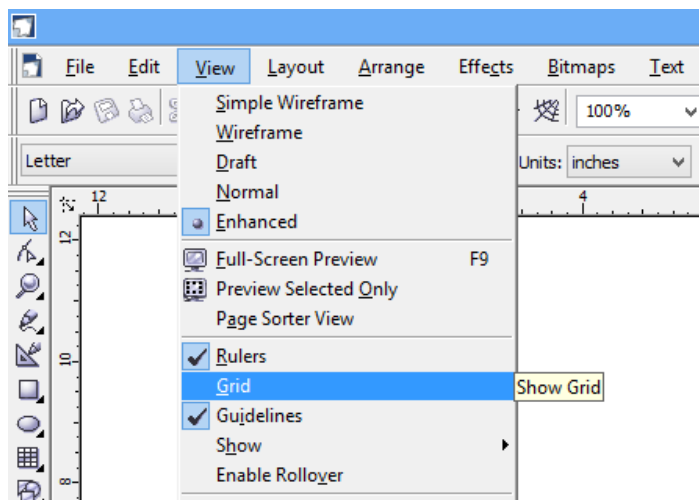 File Edit View Layout Arrange Effects Bitmaps Text
100%
Letter
Units: inches
12
4
12
10
8
Simple Wireframe
Wireframe
Draft
Normal
Enhanced
Full-Screen Preview F9
Preview Selected Only
Page Sorter View
Rulers
Grid
Show Grid
Guidelines
Show
Enable Rollover